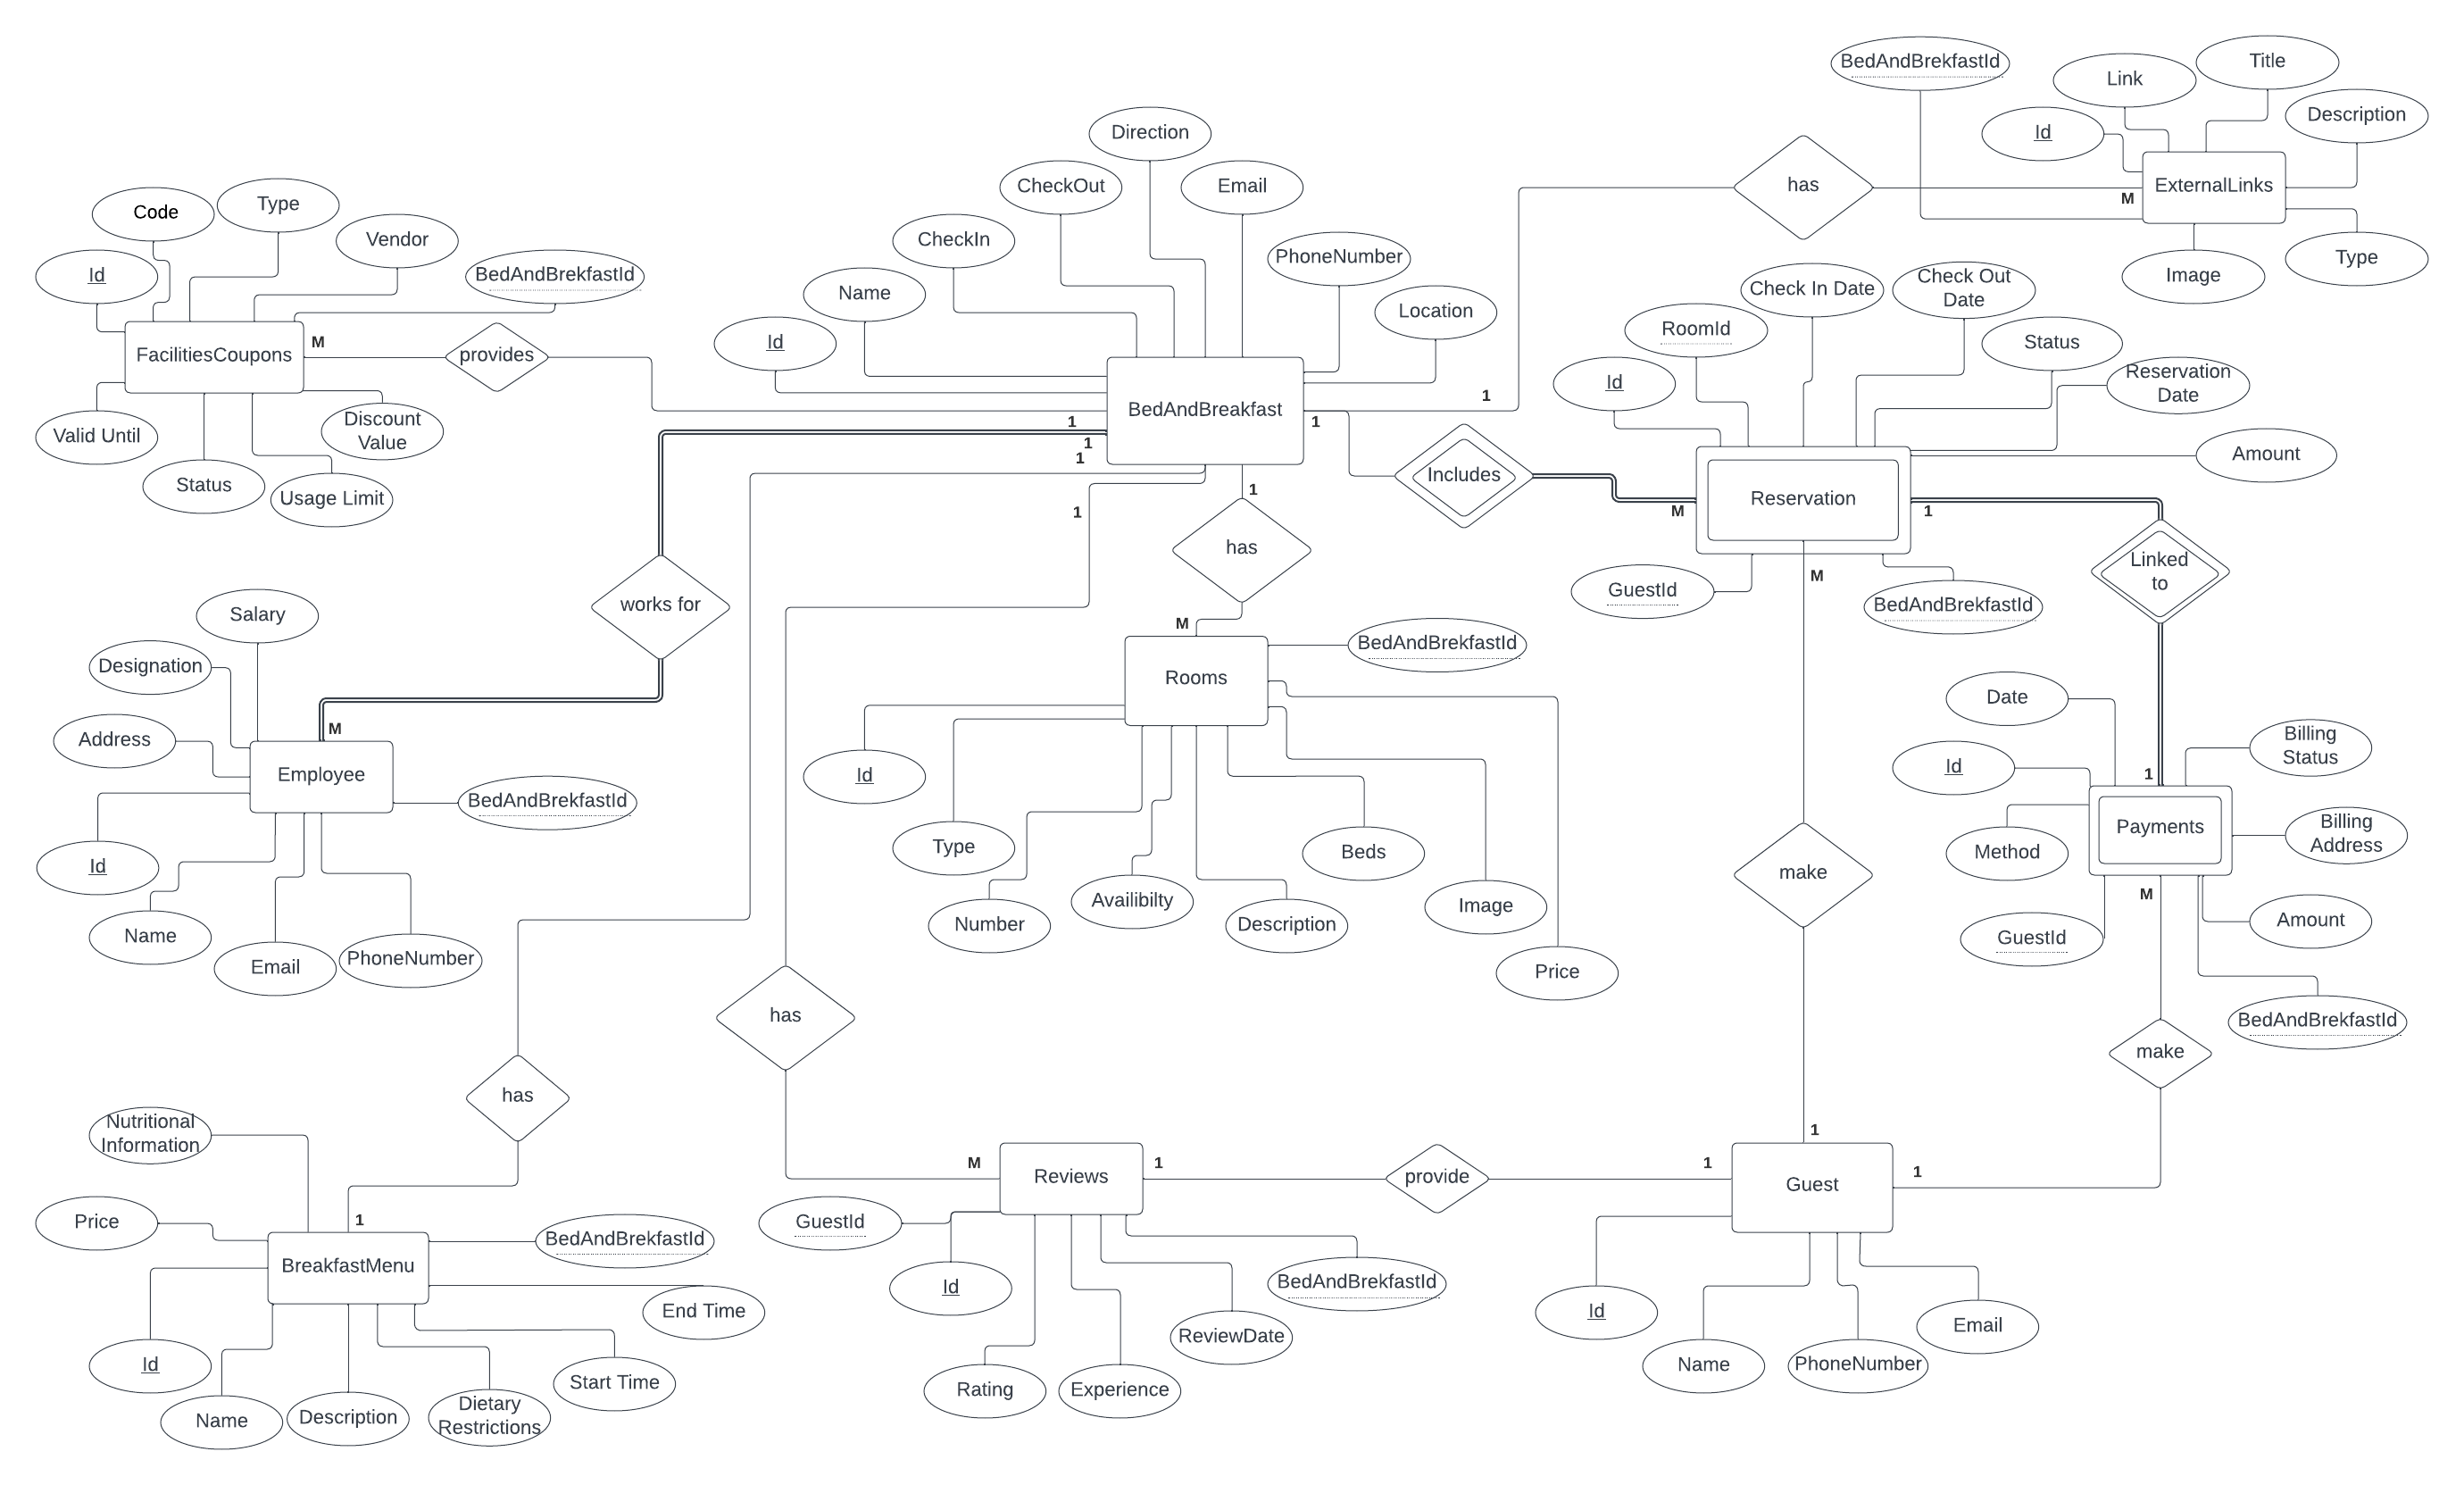 BedAndBrekfastId
Link
Title
Description
Id
ExternalLinks
has
M
Image
Type
Direction
CheckOut
Email
CheckIn
PhoneNumber
Name
Location
Id
BedAndBreakfast
1
1
1
1
1
1
1
Code
Type
Vendor
Id
BedAndBrekfastId
FacilitiesCoupons
M
provides
Valid Until
Discount
Value
Status
Usage Limit
Check In Date
Check Out
Date
RoomId
Status
Id
Reservation
Date
Amount
Includes
M
Reservation
1
GuestId
M
BedAndBrekfastId
Linked
to
has
M
Rooms
BedAndBrekfastId
Id
Type
Number
Availibilty
Description
Beds
Image
Price
works for
Salary
Designation
Address
M
Employee
BedAndBrekfastId
Id
Name
Email
PhoneNumber
Date
Id
Billing
Status
1
Payments
Method
Billing
Address
M
GuestId
Amount
BedAndBrekfastId
make
make
has
has
Nutritional
Information
Price
1
BreakfastMenu
BedAndBrekfastId
End Time
Start Time
Id
Name
Description
Dietary
Restrictions
M
Reviews
1
provide
1
1
Guest
1
GuestId
Id
BedAndBrekfastId
ReviewDate
Rating
Experience
Id
Name
PhoneNumber
Email